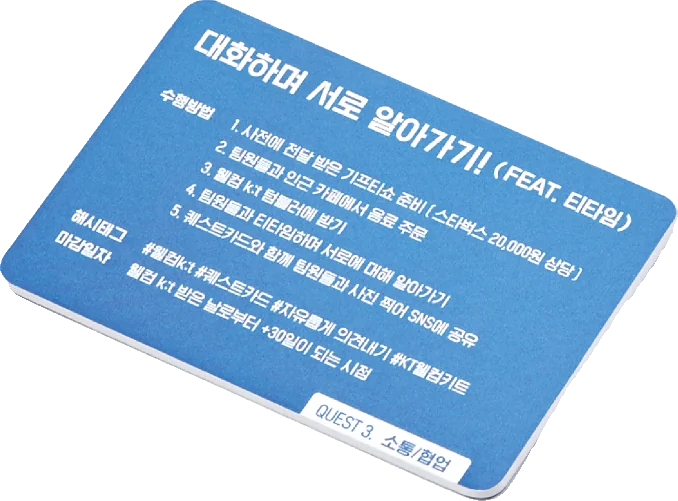 대화하며 서로 알아가기! (FEAT. 티타임)
수행방법
1. 사전에 전달 받은 기프티쇼 준비 (스타벅스 20,000원 상당)
2. 팀원들과 인근 카페에서 음료 주문
3. 웰컴 k:t 텀블러에 받기
4. 팀원들과 티타임하며 서로에 대해 알아가기
5. 퀘스트카드와 함께 팀원들과 사진 찍어 SNS에 공유
해시태그 #웰컴k:t #퀘스트카드 #자유롭게 의견내기 #KT웰컴키트
마감일자 웰컴 k:t 받은 날로부터 +30일이 되는 시점
QUEST 3. 소통/협업